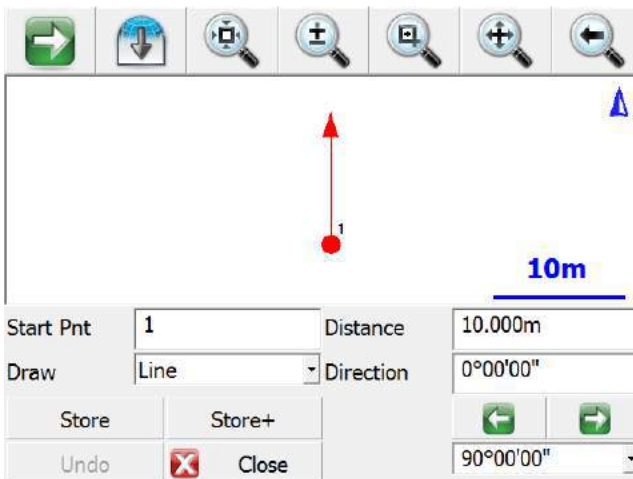 1
10m
Start Pnt 1 Distance 10.000m
Draw Line Direction 0°00'00"
Store Store+
Undo Close 90°00'00"